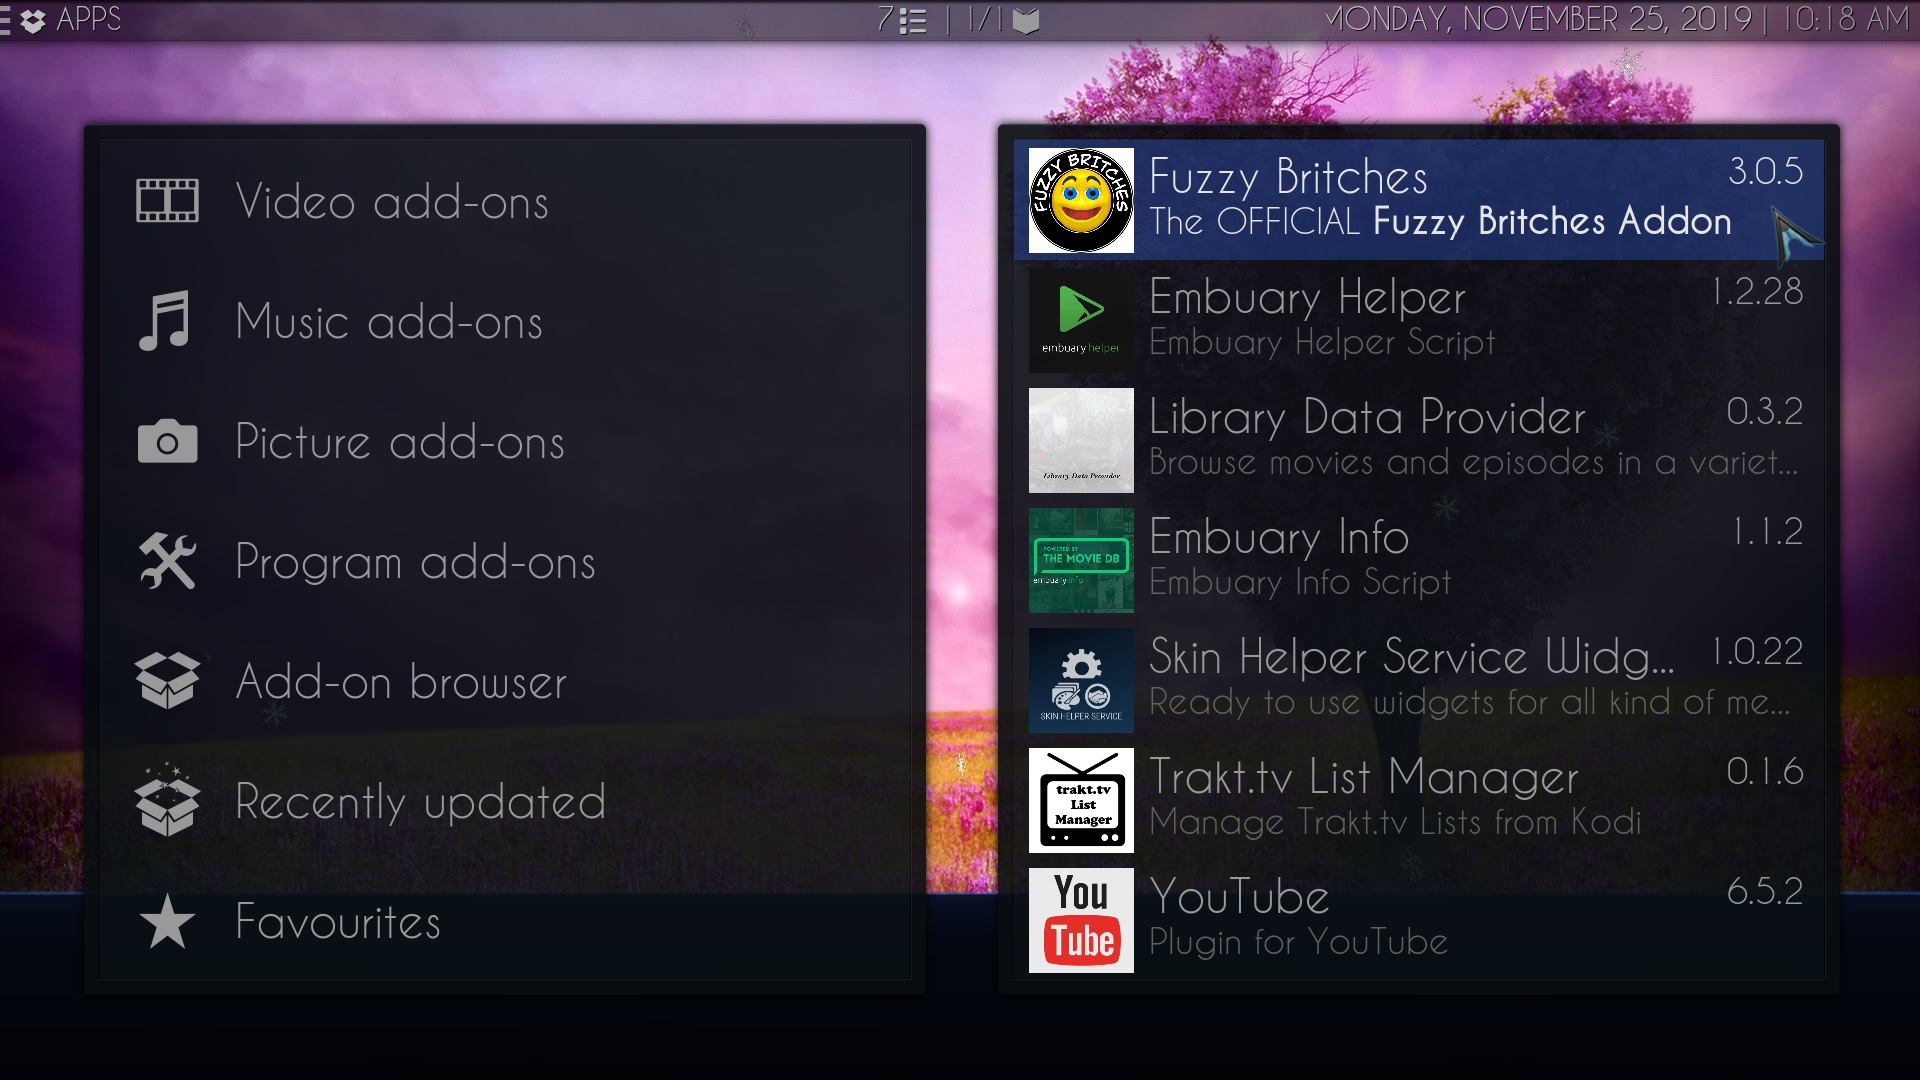 APPS
7 | 1/1
MONDAY, NOVEMBER 25, 2019 | 10:18 AM
Video add-ons
Music add-ons
Picture add-ons
Program add-ons
Add-on browser
Recently updated
Favourites
FUZZY BRITCHES
Fuzzy Britches 3.0.5
The OFFICIAL Fuzzy Britches Addon
embuary helper
Embuary Helper 1.2.28
Embuary Helper Script
Library Data Provider
Library Data Provider 0.3.2
Browse movies and episodes in a variet...
POWERED BY
THE MOVIE DB
embuary info
Embuary Info 1.1.2
Embuary Info Script
SKIN HELPER SERVICE
Skin Helper Service Widg... 1.0.22
Ready to use widgets for all kind of me...
trakt.tv
List
Manager
Trakt.tv List Manager 0.1.6
Manage Trakt.tv Lists from Kodi
You
Tube
YouTube 6.5.2
Plugin for YouTube